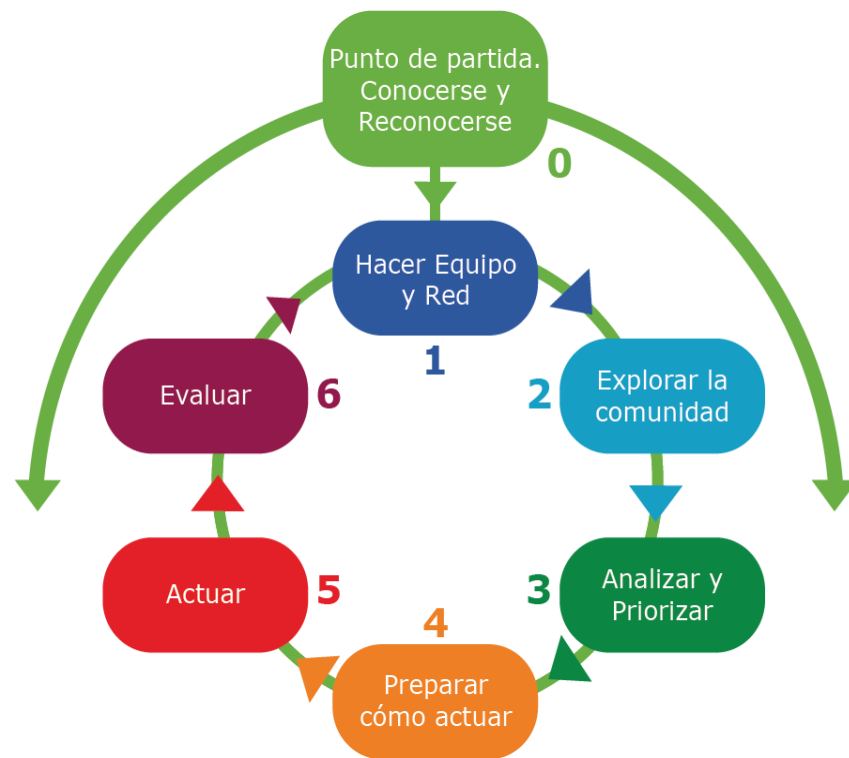 Punto de partida.
Conocerse y
Reconocerse
0
Hacer Equipo
y Red
1
2
Explorar la
comunidad
3
Analizar y
Priorizar
4
Preparar
cómo actuar
5
Actuar
6
Evaluar